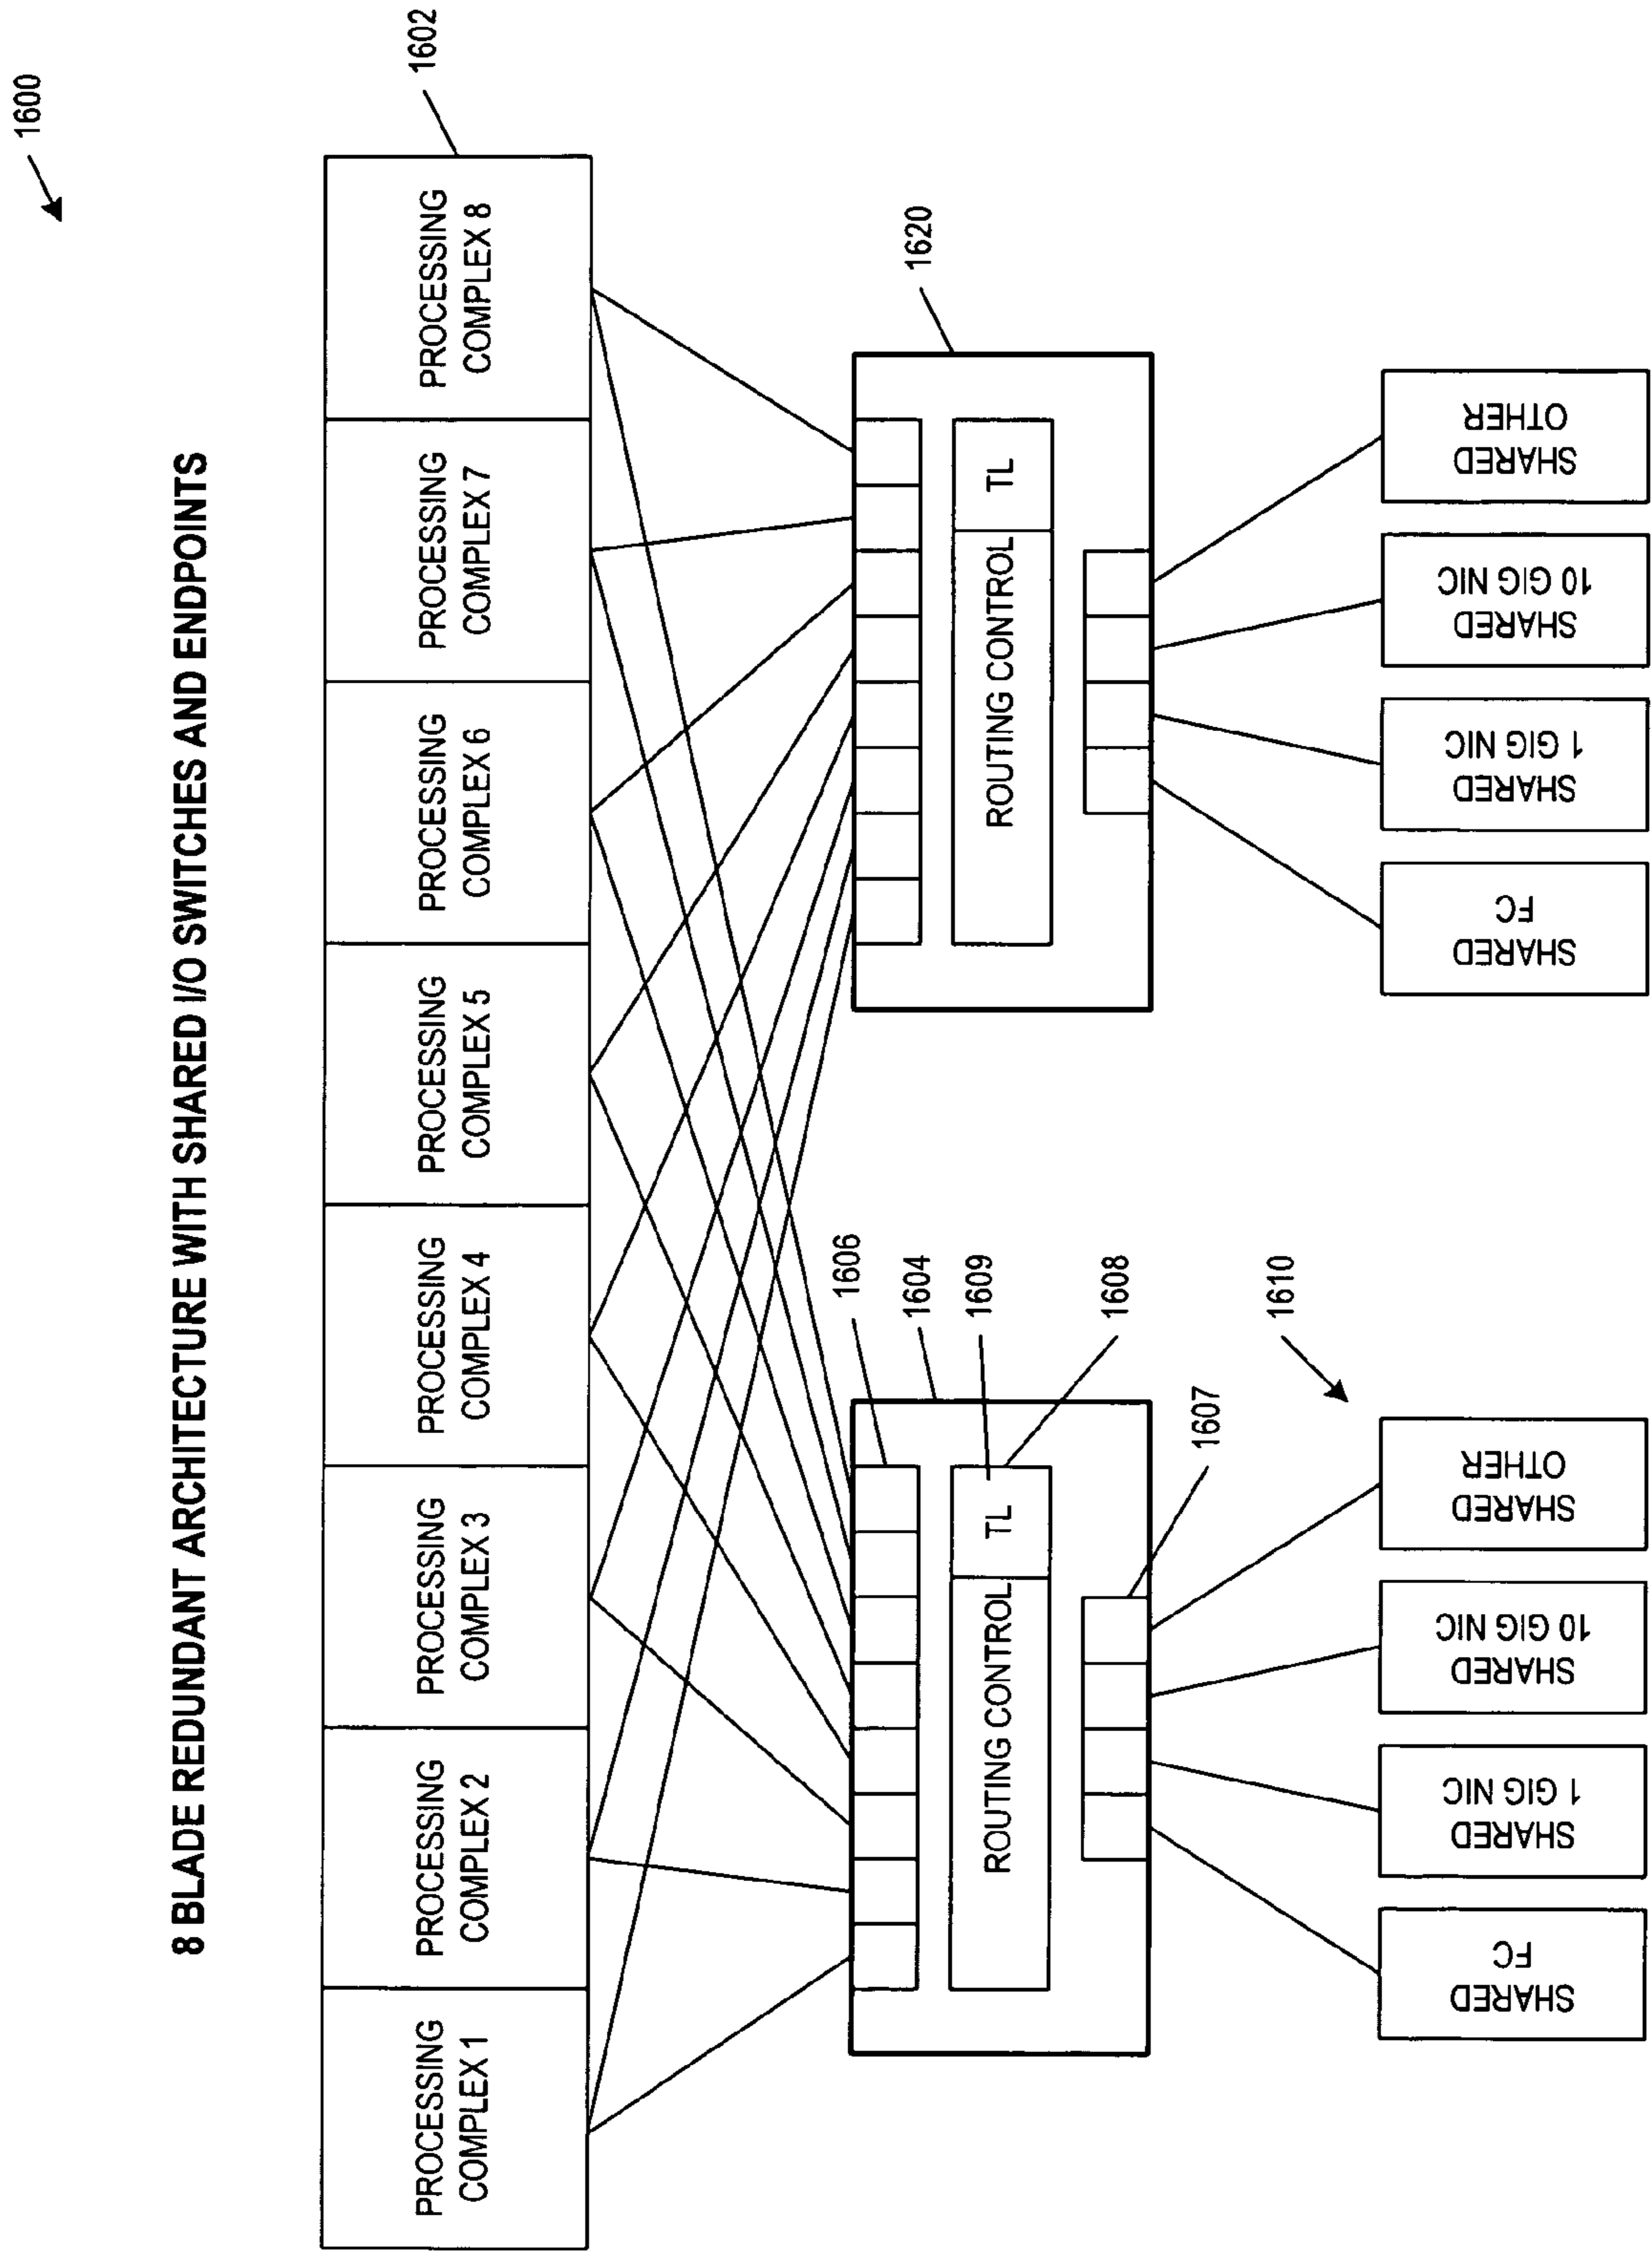 1600
8 BLADE REDUNDANT ARCHITECTURE WITH SHARED I/O SWITCHES AND ENDPOINTS
1602
PROCESSING
COMPLEX 1
PROCESSING
COMPLEX 2
PROCESSING
COMPLEX 3
PROCESSING
COMPLEX 4
PROCESSING
COMPLEX 5
PROCESSING
COMPLEX 6
PROCESSING
COMPLEX 7
PROCESSING
COMPLEX 8
1606
1604
1609
1608
1607
1610
1620
ROUTING CONTROL
TL
ROUTING CONTROL
TL
SHARED
FC
SHARED
1 GIG NIC
SHARED
10 GIG NIC
SHARED
OTHER
SHARED
FC
SHARED
1 GIG NIC
SHARED
10 GIG NIC
SHARED
OTHER